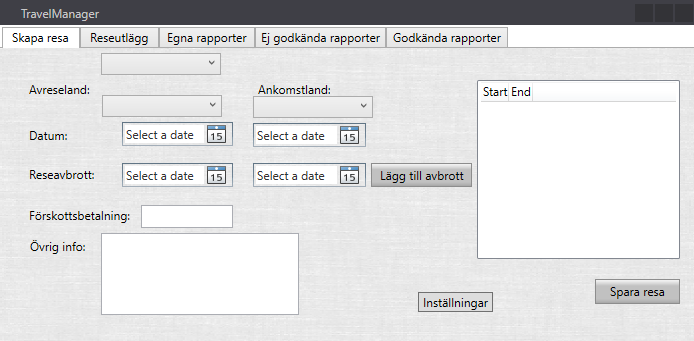 TravelManager
Skapa resa Reseutlägg Egna rapporter Ej godkända rapporter Godkända rapporter
Avreseland: Ankomstland:
Start End
Datum: Select a date 15 Select a date 15
Reseavbrott: Select a date 15 Select a date 15 Lägg till avbrott
Förskottsbetalning:
Övrig info:
Spara resa
Inställningar